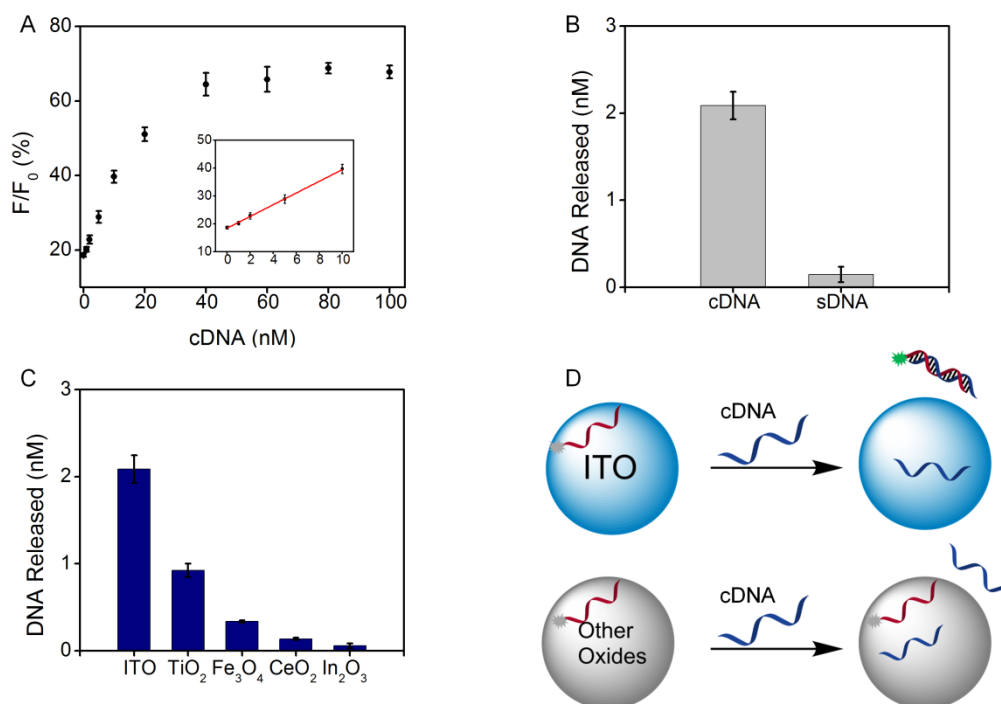 A
80
60
40
20
F/F₀ (%)
0 20 40 60 80 100
cDNA (nM)
50
40
30
20
10
0 2 4 6 8 10
B
3
2
1
0
DNA Released (nM)
cDNA sDNA
C
3
2
1
0
DNA Released (nM)
ITO TiO₂ Fe₃O₄ CeO₂ In₂O₃
D
ITO
cDNA
Other
Oxides
cDNA